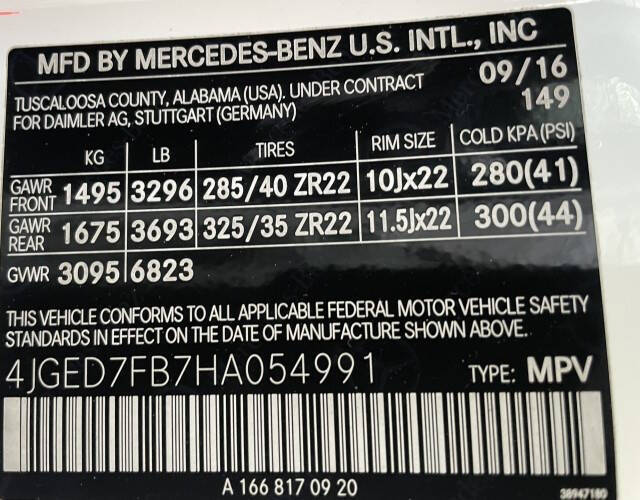 MFD BY MERCEDES-BENZ U.S. INTL., INC
TUSCALOOSA COUNTY, ALABAMA (USA). UNDER CONTRACT 09/16
FOR DAIMLER AG, STUTTGART (GERMANY) 149
KG LB TIRES RIM SIZE COLD KPA (PSI)
GAWR FRONT 1495 3296 285/40 ZR22 10Jx22 280(41)
GAWR REAR 1675 3693 325/35 ZR22 11.5Jx22 300(44)
GVWR 3095 6823
THIS VEHICLE CONFORMS TO ALL APPLICABLE FEDERAL MOTOR VEHICLE SAFETY
STANDARDS IN EFFECT ON THE DATE OF MANUFACTURE SHOWN ABOVE.
4JGED7FB7HA054991 TYPE: MPV
A 166 817 09 20